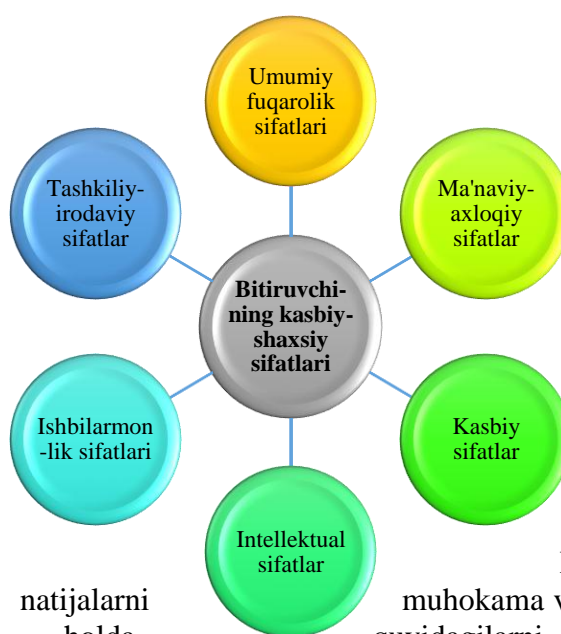 Umumiy
fuqarolik
sifatlari
Tashkiliy-
irodaviy
sifatlar
Ma'naviy-
axloqiy
sifatlar
Bitiruvchi-
ning kasbiy-
shaxsiy
sifatlari
Ishbilarmon
-lik sifatlari
Kasbiy
sifatlar
Intellektual
sifatlar
natijalarni muhokama
holda